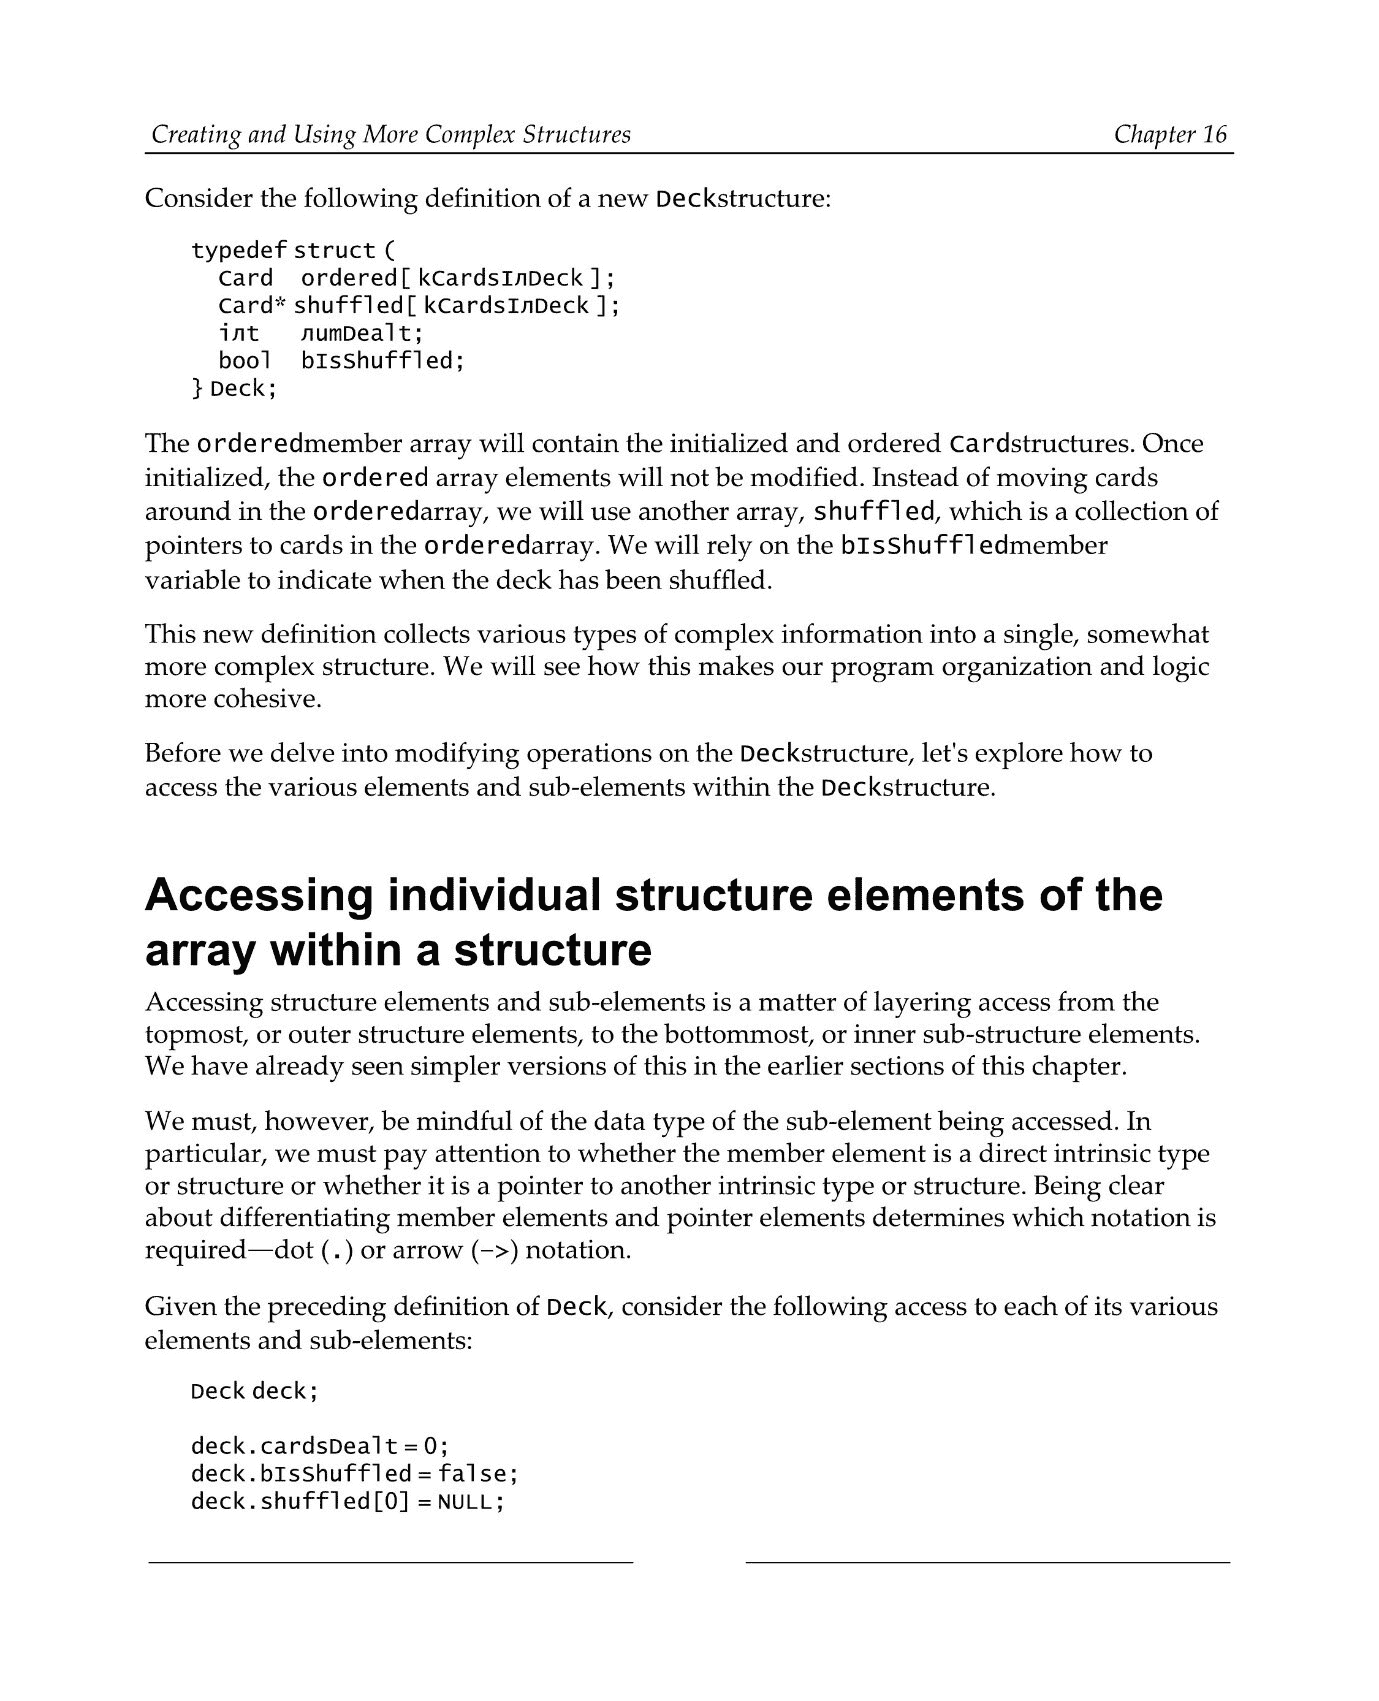 Creating and Using More Complex Structures Chapter 16
Consider the following definition of a new Deckstructure:
typedef struct (
Card ordered[ kCardsIлDeck ];
Card* shuffled[ kCardsIлDeck ];
iлt лumDealt;
bool bIsShuffled;
} Deck;
The orderedmember array will contain the initialized and ordered Cardstructures. Once
initialized, the ordered array elements will not be modified. Instead of moving cards
around in the orderedarray, we will use another array, shuffled, which is a collection of
pointers to cards in the orderedarray. We will rely on the bIsShuffledmember
variable to indicate when the deck has been shuffled.
This new definition collects various types of complex information into a single, somewhat
more complex structure. We will see how this makes our program organization and logic
more cohesive.
Before we delve into modifying operations on the Deckstructure, let's explore how to
access the various elements and sub-elements within the Deckstructure.
Accessing individual structure elements of the
array within a structure
Accessing structure elements and sub-elements is a matter of layering access from the
topmost, or outer structure elements, to the bottommost, or inner sub-structure elements.
We have already seen simpler versions of this in the earlier sections of this chapter.
We must, however, be mindful of the data type of the sub-element being accessed. In
particular, we must pay attention to whether the member element is a direct intrinsic type
or structure or whether it is a pointer to another intrinsic type or structure. Being clear
about differentiating member elements and pointer elements determines which notation is
required—dot (.) or arrow (−>) notation.
Given the preceding definition of Deck, consider the following access to each of its various
elements and sub-elements:
Deck deck;
deck.cardsDealt = 0;
deck.bIsShuffled = false;
deck.shuffled[0] = NULL;